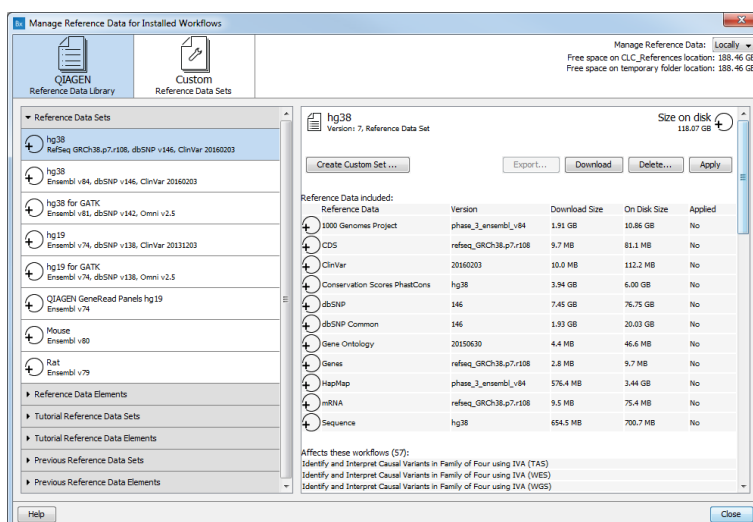 Manage Reference Data for Installed Workflows
QIAGEN
Reference Data Library
Custom
Reference Data Sets
Manage Reference Data: Locally
Free space on CLC_References location: 188.46 GB
Free space on temporary folder location: 188.46 GB
Reference Data Sets
hg38
RefSeq GRCh38.p7.r108, dbSNP v146, ClinVar 20160203
hg38
Ensembl v84, dbSNP v146, ClinVar 20160203
hg38 for GATK
Ensembl v81, dbSNP v142, Omni v2.5
hg19
Ensembl v74, dbSNP v138, ClinVar 20131203
hg19 for GATK
Ensembl v74, dbSNP v138, Omni v2.5
QIAGEN GeneRead Panels hg19
Ensembl v74
Mouse
Ensembl v80
Rat
Ensembl v79
Reference Data Elements
Tutorial Reference Data Sets
Tutorial Reference Data Elements
Previous Reference Data Sets
Previous Reference Data Elements
hg38
Version: 7, Reference Data Set
Size on disk
118.07 GB
Create Custom Set ... Export... Download Delete... Apply
Reference Data included:
Reference Data Version Download Size On Disk Size Applied
1000 Genomes Project phase_3_ensembl_v84 1.91 GB 10.86 GB No
CDS refseq_GRCh38.p7.r108 9.7 MB 81.1 MB No
ClinVar 20160203 10.0 MB 112.2 MB No
Conservation Scores PhastCons hg38 3.94 GB 6.00 GB No
dbSNP 146 7.45 GB 76.75 GB No
dbSNP Common 146 1.93 GB 20.03 GB No
Gene Ontology 20150630 4.4 MB 46.6 MB No
Genes refseq_GRCh38.p7.r108 2.8 MB 9.7 MB No
HapMap phase_3_ensembl_v84 576.4 MB 3.44 GB No
mRNA refseq_GRCh38.p7.r108 9.5 MB 75.4 MB No
Sequence hg38 654.5 MB 700.7 MB No
Affects these workflows (57):
Identify and Interpret Causal Variants in Family of Four using IVA (TAS)
Identify and Interpret Causal Variants in Family of Four using IVA (WES)
Identify and Interpret Causal Variants in Family of Four using IVA (WGS)
Help
Close